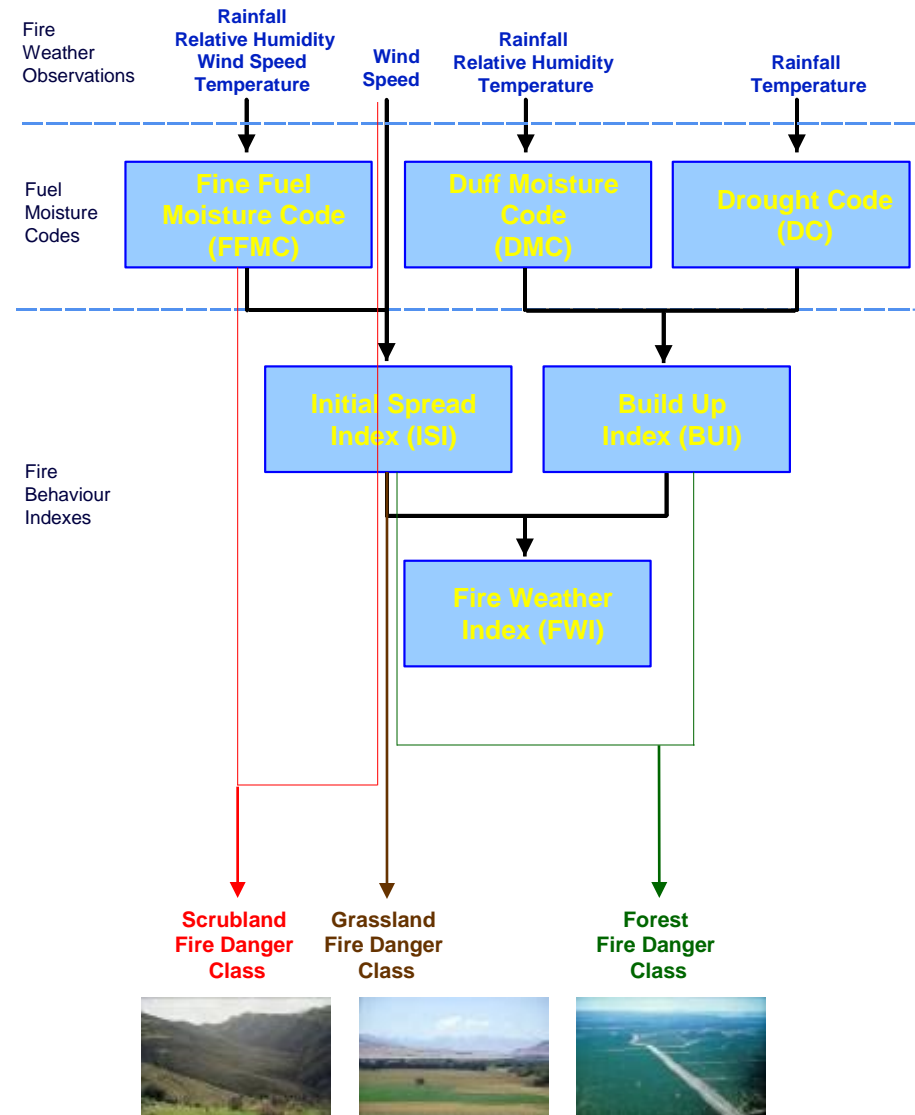 Fire
Weather
Observations
Rainfall
Relative Humidity
Wind Speed
Temperature
Wind
Speed
Rainfall
Relative Humidity
Temperature
Rainfall
Temperature
Fuel
Moisture
Codes
Fine Fuel
Moisture Code
(FFMC)
Duff Moisture
Code
(DMC)
Drought Code
(DC)
Fire
Behaviour
Indexes
Initial Spread
Index (ISI)
Build Up
Index (BUI)
Fire Weather
Index (FWI)
Scrubland
Fire Danger
Class
Grassland
Fire Danger
Class
Forest
Fire Danger
Class